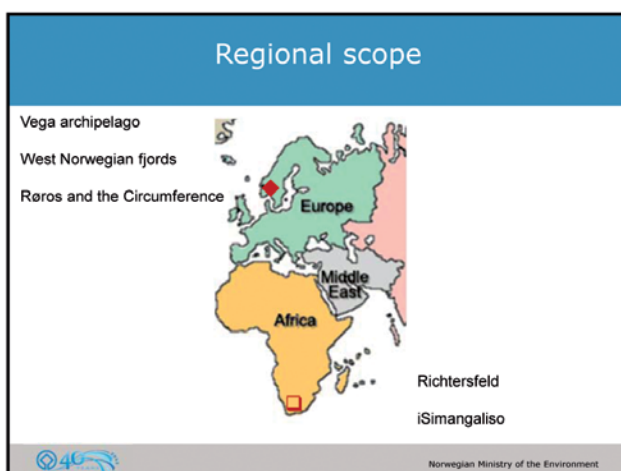 Regional scope
Vega archipelago
West Norwegian fjords
Røros and the Circumference
Europe
Middle
East
Africa
Richtersfeld
iSimangaliso
40
Norwegian Ministry of the Environment